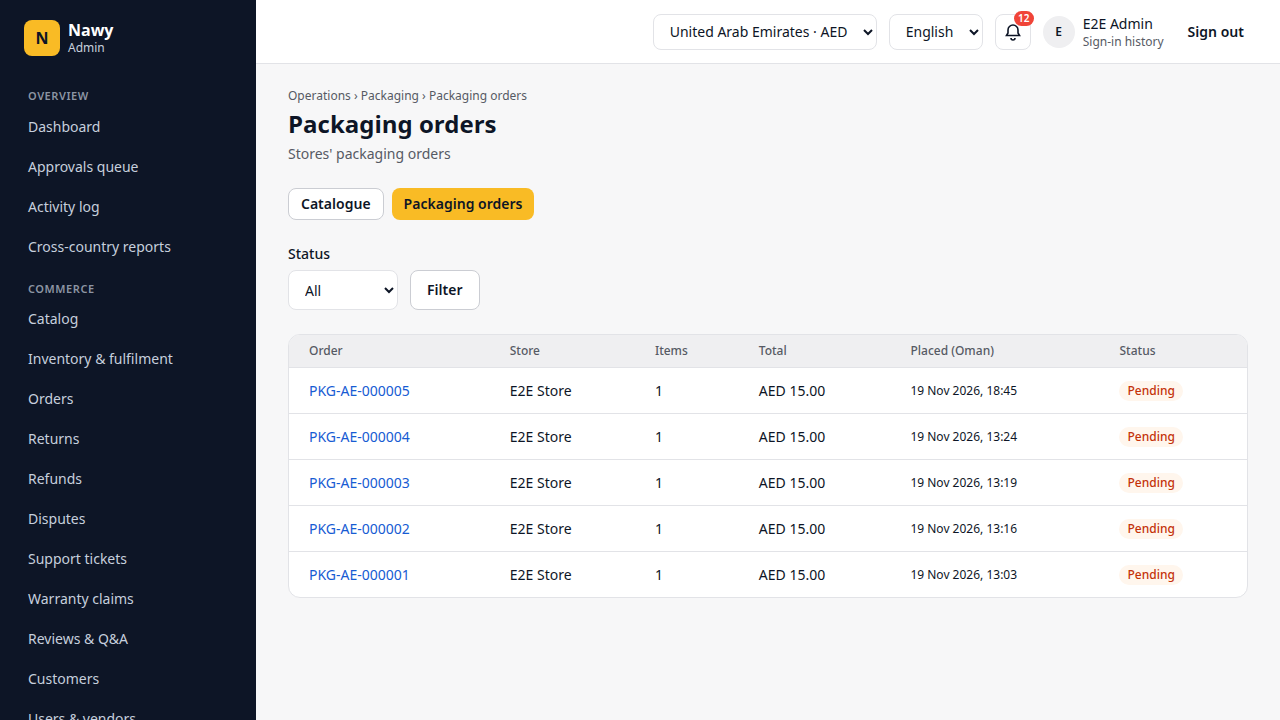 N
Nawy
Admin
United Arab Emirates · AED
English
12
E
E2E Admin
Sign-in history
Sign out
OVERVIEW
Dashboard
Approvals queue
Activity log
Cross-country reports
COMMERCE
Catalog
Inventory & fulfilment
Orders
Returns
Refunds
Disputes
Support tickets
Warranty claims
Reviews & Q&A
Customers
Users & vendors
Operations › Packaging › Packaging orders
Packaging orders
Stores' packaging orders
Catalogue
Packaging orders
Status
All
Filter
Order Store Items Total Placed (Oman) Status
PKG-AE-000005 E2E Store 1 AED 15.00 19 Nov 2026, 18:45 Pending
PKG-AE-000004 E2E Store 1 AED 15.00 19 Nov 2026, 13:24 Pending
PKG-AE-000003 E2E Store 1 AED 15.00 19 Nov 2026, 13:19 Pending
PKG-AE-000002 E2E Store 1 AED 15.00 19 Nov 2026, 13:16 Pending
PKG-AE-000001 E2E Store 1 AED 15.00 19 Nov 2026, 13:03 Pending